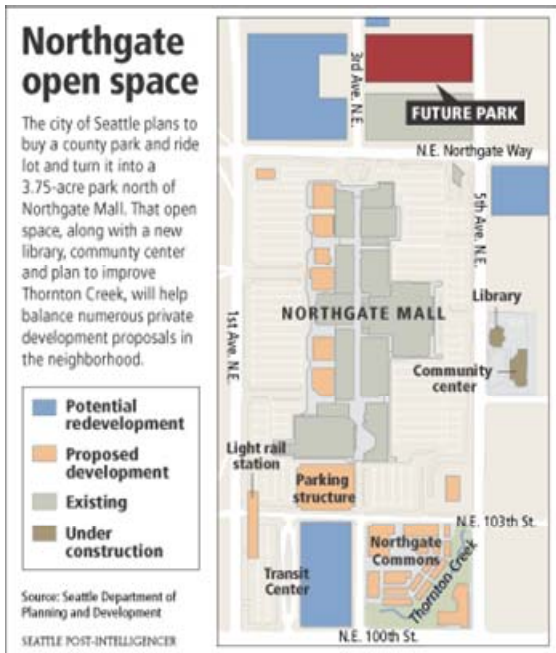 Northgate
open space
The city of Seattle plans to
buy a county park and ride
lot and turn it into a
3.75-acre park north of
Northgate Mall. That open
space, along with a new
library, communty center
and plan to improve
Thornton Creek, will help
balance numerous private
development proposals in
the neighborhood.
Potential
redevelopment
Proposed
development
Existing
Under
construction
Source: Seattle Department of
Planning and Development
SEATTLE POST-INTELLIGENCER
3rd Ave. N.E.
FUTURE PARK
N.E. Northgate Way
5th Ave. N.E.
1st Ave. N.E.
NORTHGATE MALL
Library
Community
center
Light rail
station
Parking
structure
N.E. 103th St.
Northgate
Commons
Thornton Creek
Transit
Center
N.E. 100th St.